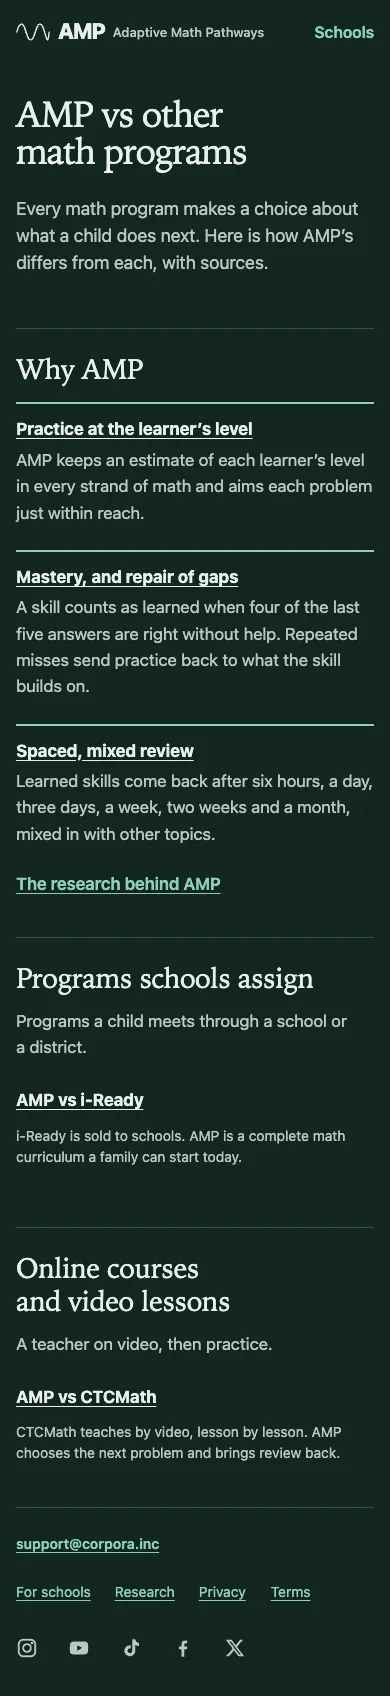 AMP Adaptive Math Pathways Schools
AMP vs other
math programs
Every math program makes a choice about
what a child does next. Here is how AMP’s
differs from each, with sources.
Why AMP
Practice at the learner’s level
AMP keeps an estimate of each learner’s level
in every strand of math and aims each problem
just within reach.
Mastery, and repair of gaps
A skill counts as learned when four of the last
five answers are right without help. Repeated
misses send practice back to what the skill
builds on.
Spaced, mixed review
Learned skills come back after six hours, a day,
three days, a week, two weeks and a month,
mixed in with other topics.
The research behind AMP
Programs schools assign
Programs a child meets through a school or
a district.
AMP vs i-Ready
i-Ready is sold to schools. AMP is a complete math
curriculum a family can start today.
Online courses
and video lessons
A teacher on video, then practice.
AMP vs CTCMath
CTCMath teaches by video, lesson by lesson. AMP
chooses the next problem and brings review back.
support@corpora.inc
For schools Research Privacy Terms